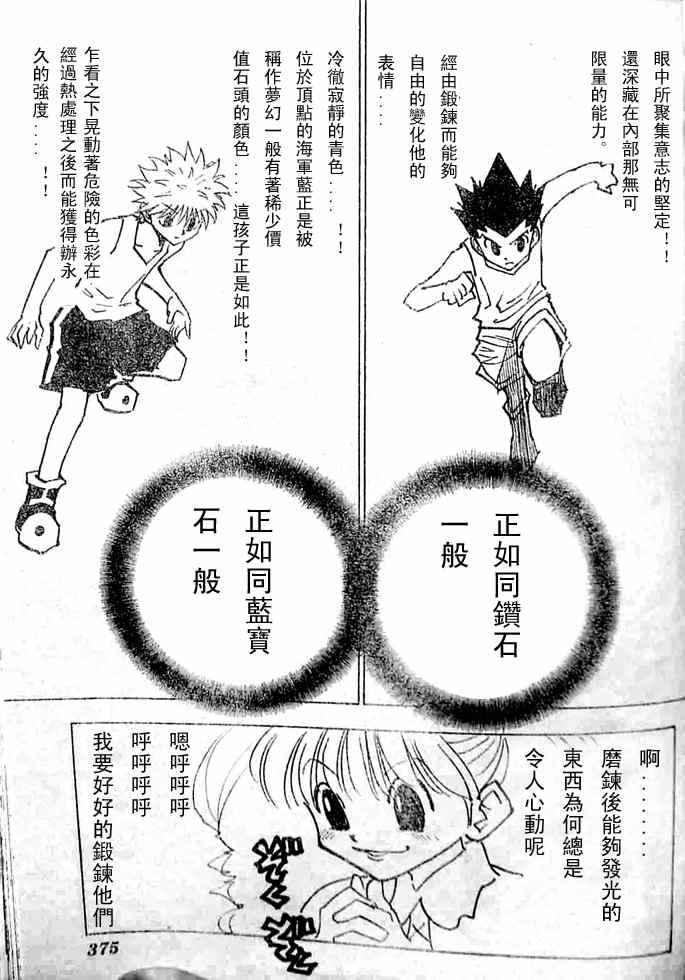 眼中所聚集意志的堅定！！
還深藏在內部那無可
限量的能力。
經由鍛鍊而能夠
自由的變化他的
表情‥‥
正如同鑽石
一般
冷徹寂靜的青色‥‥！！
位於頂點的海軍藍正是被
稱作夢幻一般有著稀少價
值石頭的顏色‥‥這孩子正是如此！！
乍看之下晃動著危險的色彩在
經過熱處理之後而能獲得辦永
久的強度‥‥！！
正如同藍寶
石一般
啊‥‥‥‥
磨鍊後能夠發光的
東西為何總是
令人心動呢
嗯呼呼呼
呼呼呼呼
我要好好的鍛鍊他們
375